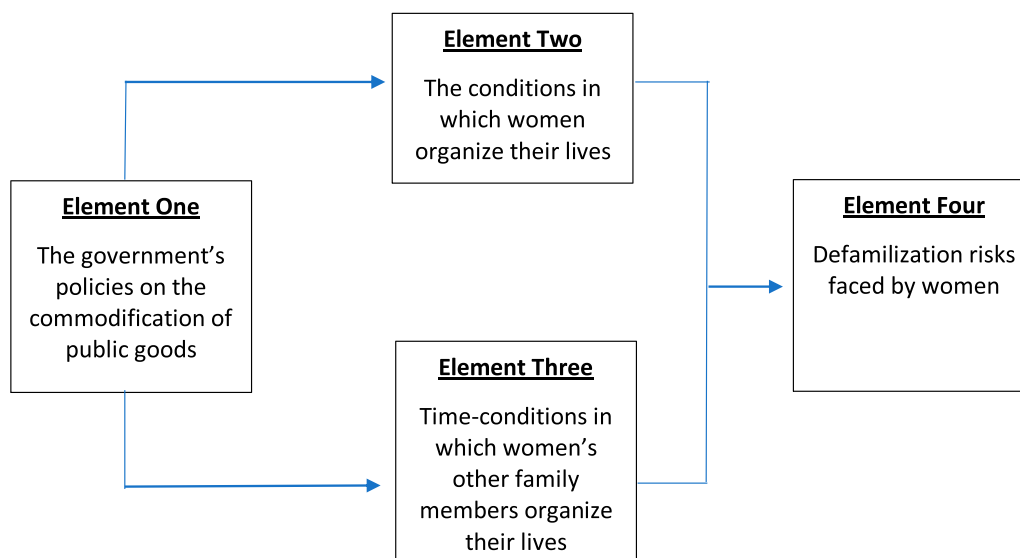 Element One
The government’s
policies on the
commodification of
public goods
Element Two
The conditions in
which women
organize their lives
Element Three
Time-conditions in
which women’s
other family
members organize
their lives
Element Four
Defamilization risks
faced by women